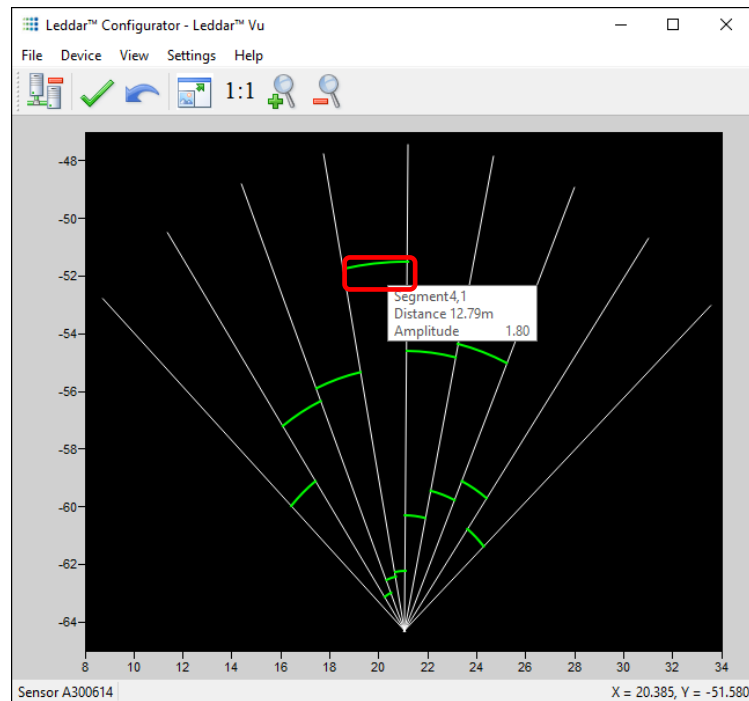 Leddar™ Configurator - Leddar™ Vu
File Device View Settings Help
1:1
-48
-50
-52
Segment4,1
Distance 12.79m
Amplitude 1.80
-54
-56
-58
-60
-62
-64
8 10 12 14 16 18 20 22 24 26 28 30 32 34
Sensor A300614 X = 20.385, Y = -51.580